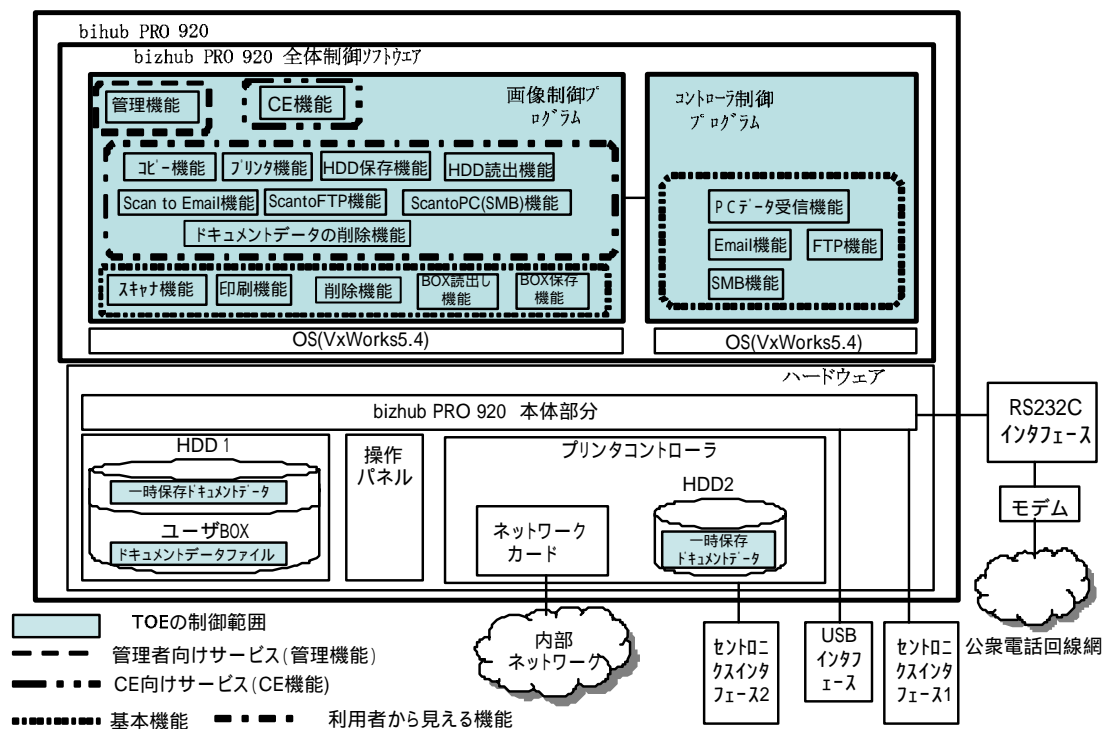 bihub PRO 920
bizhub PRO 920 全体制御ｿﾌﾄｳｪｱ
管理機能
CE機能
画像制御ﾌﾟ
ﾛｸﾞﾗﾑ
ｺﾝﾄﾛｰﾗ制御
ﾌﾟﾛｸﾞﾗﾑ
ｺﾋﾟｰ機能
ﾌﾟﾘﾝﾀ機能
HDD保存機能
HDD読出機能
Scan to Email機能
ScantoFTP機能
ScantoPC(SMB)機能
ドキュメントデータの削除機能
ｽｷｬﾅ機能
印刷機能
削除機能
BOX読出し
機能
BOX保存
機能
ＰＣﾃﾞｰﾀ受信機能
Email機能
FTP機能
SMB機能
OS(VxWorks5.4)
OS(VxWorks5.4)
ハードウェア
bizhub PRO 920 本体部分
HDD１
一時保存ﾄﾞｷｭﾒﾝﾄﾃﾞｰﾀ
ユーザBOX
ﾄﾞｷｭﾒﾝﾄデータファイル
操作
パネル
プリンタコントローラ
HDD2
一時保存
ﾄﾞｷｭﾒﾝﾄﾃﾞｰﾀ
ネットワーク
カード
RS232C
ｲﾝﾀﾌｪｰｽ
モデム
公衆電話回線網
内部
ネットワーク
ｾﾝﾄﾛﾆ
ｸｽｲﾝﾀ
ﾌｪｰｽ2
USB
ｲﾝﾀﾌ
ｪｰｽ
ｾﾝﾄﾛﾆ
ｸｽｲﾝﾀ
ﾌｪｰｽ1
TOEの制御範囲
管理者向けサービス(管理機能)
CE向けサービス(CE機能)
基本機能
利用者から見える機能